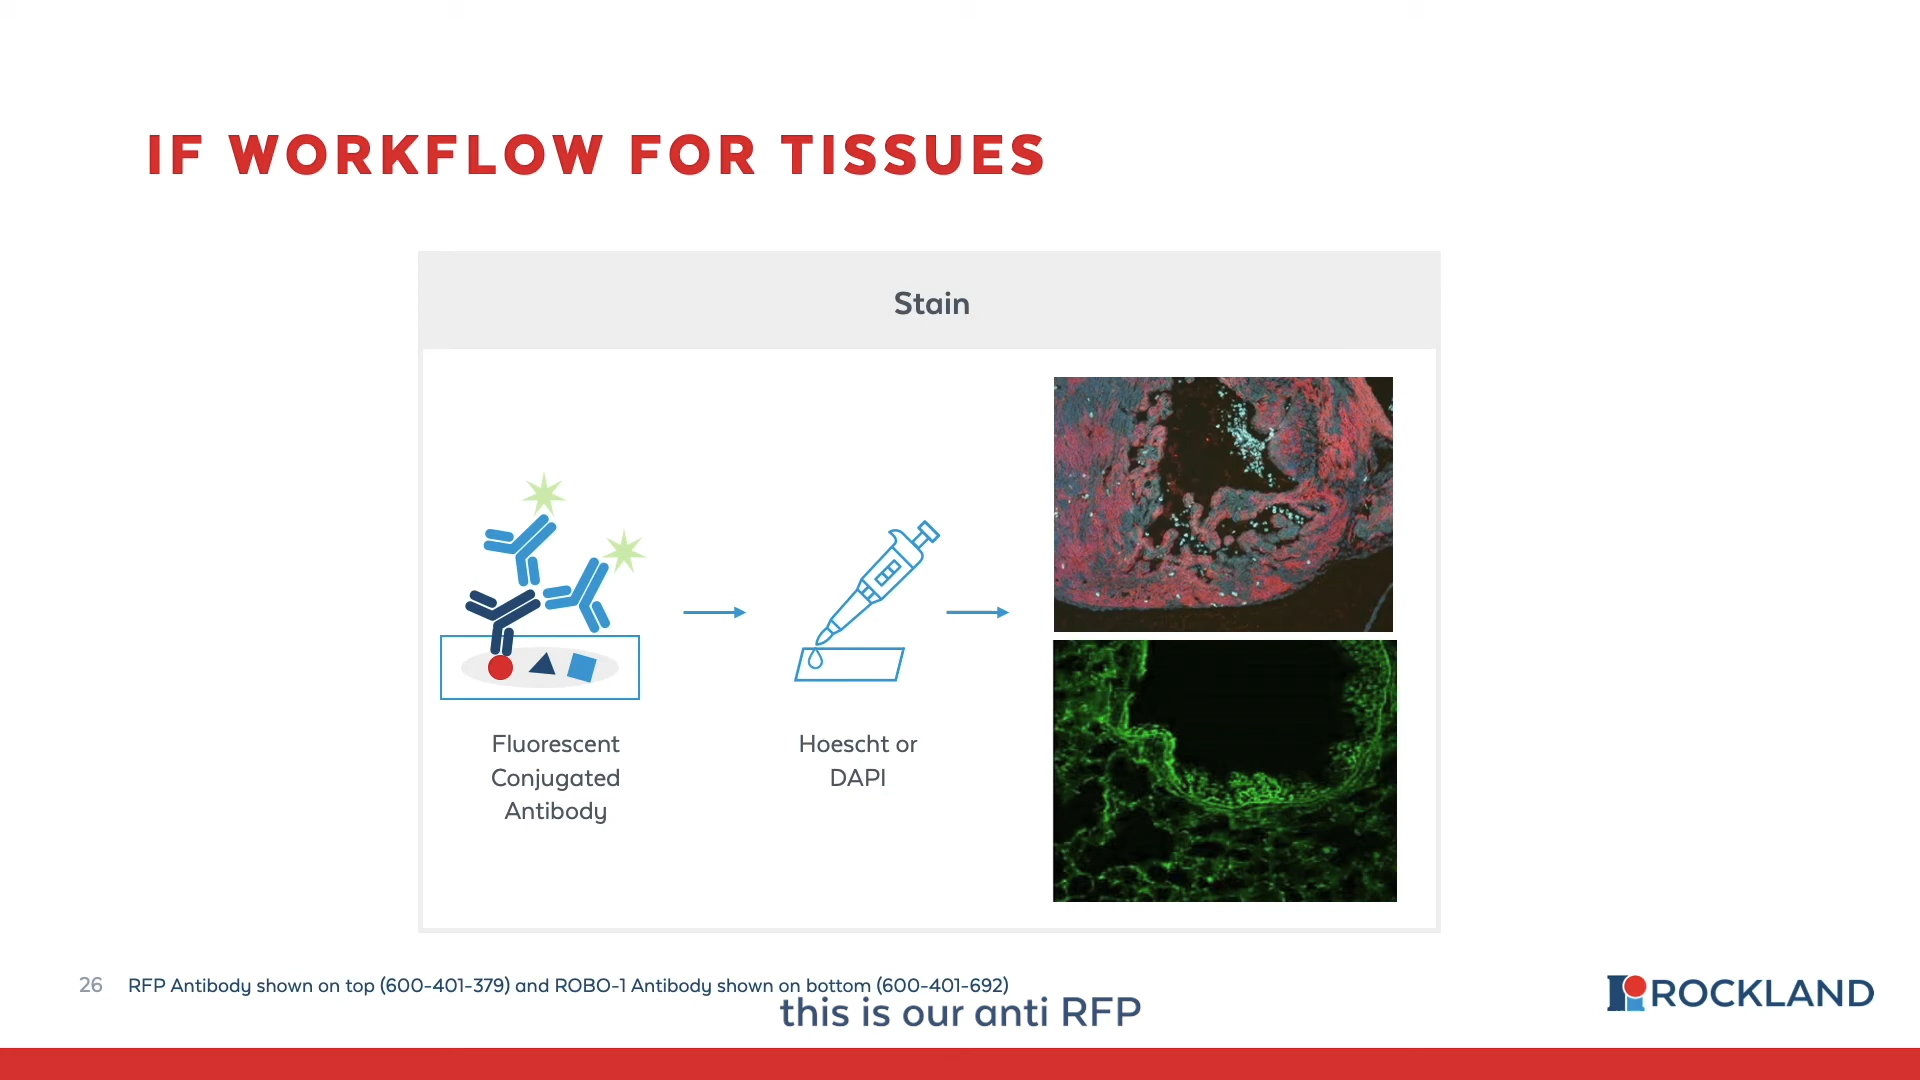 IF WORKFLOW FOR TISSUES
Stain
Fluorescent
Conjugated
Antibody
Hoescht or
DAPI
26
RFP Antibody shown on top (600-401-379) and ROBO-1 Antibody shown on bottom (600-401-692)
this is our anti RFP
ROCKLAND